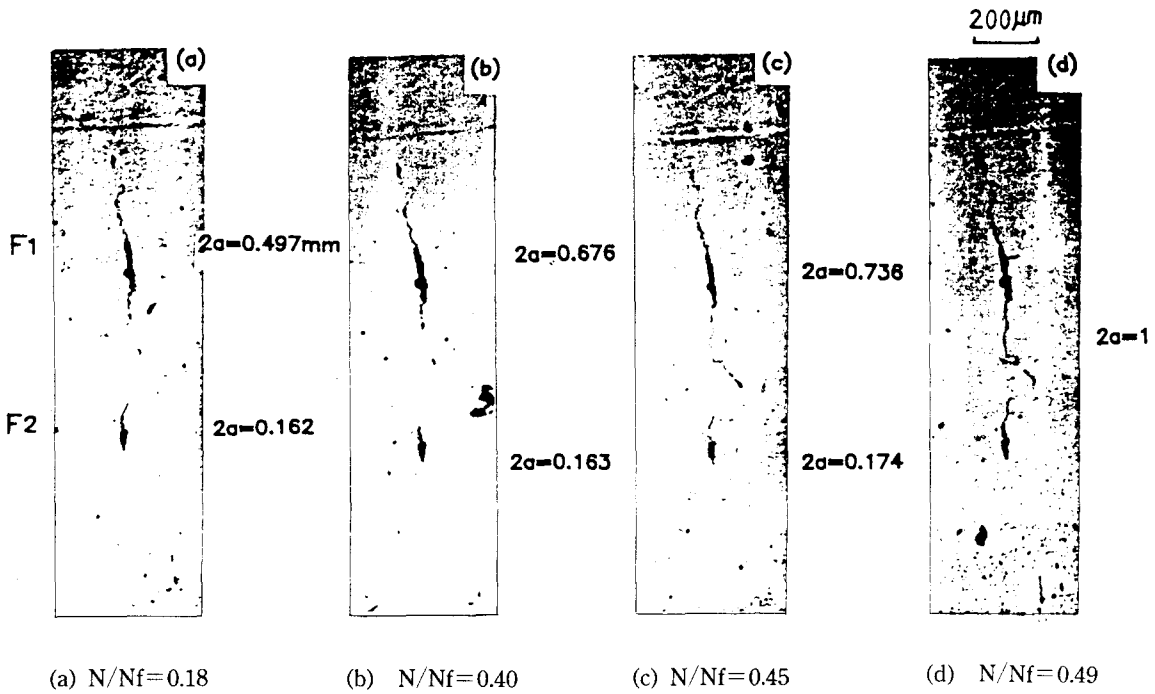 200μm
(a)
(b)
(c)
(d)
F1
2a=0.497mm
2a=0.676
2a=0.736
2a=1
F2
2a=0.162
2a=0.163
2a=0.174
(a) N/Nf=0.18
(b) N/Nf=0.40
(c) N/Nf=0.45
(d) N/Nf=0.49